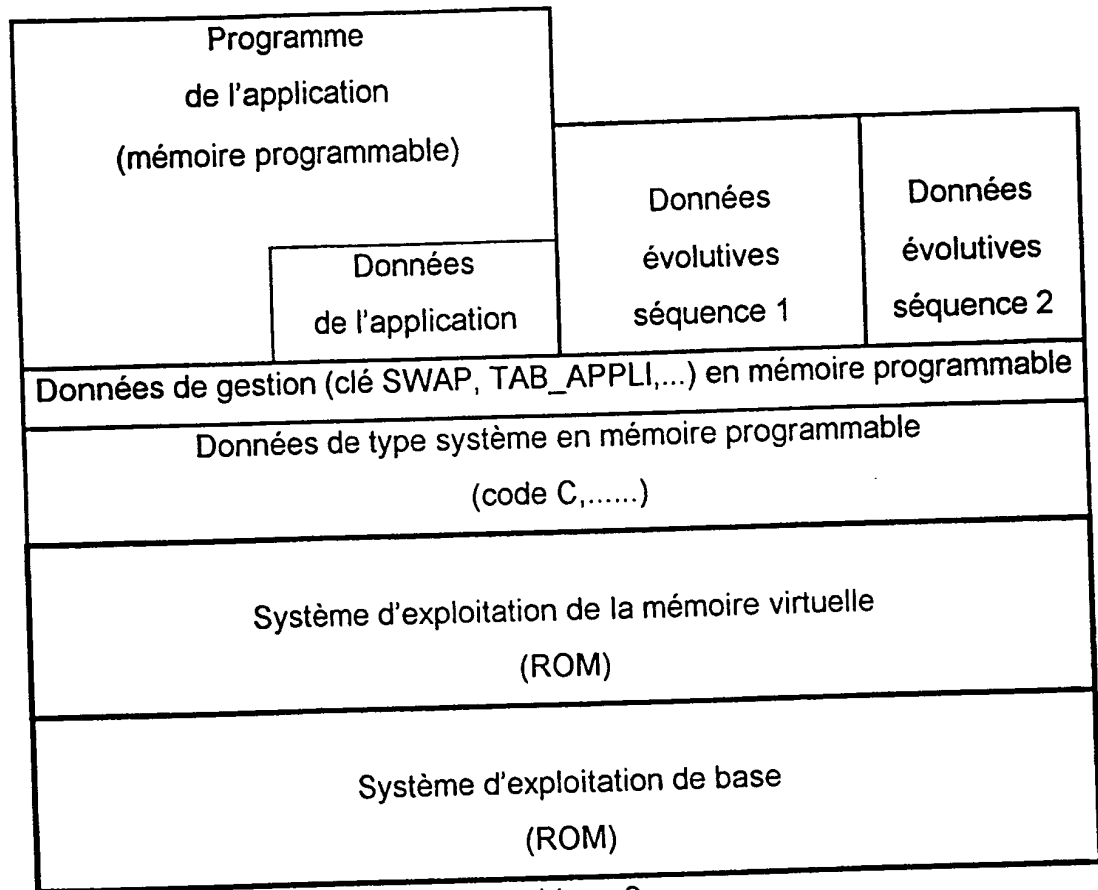 Programme
de l'application
(mémoire programmable)
Données
de l'application
Données
évolutives
séquence 1
Données
évolutives
séquence 2
Données de gestion (clé SWAP, TAB_APPLI,...) en mémoire programmable
Données de type système en mémoire programmable
(code C,......)
Système d'exploitation de la mémoire virtuelle
(ROM)
Système d'exploitation de base
(ROM)